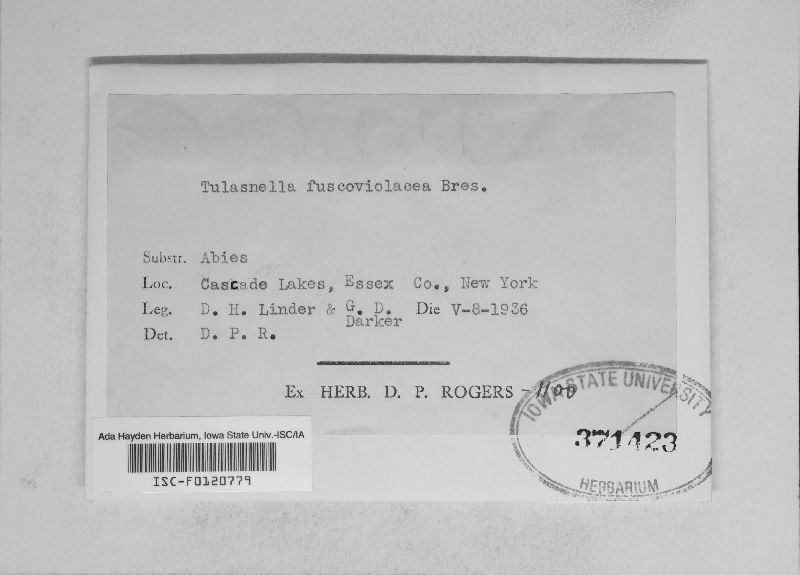 Tulasnella fuscoviolacea Bres.
Substr. Abies
Loc. Cascade Lakes, Essex Co., New York
Leg. D. H. Linder & G. D. Darker Die V-8-1936
Det. D. P. R.
Ex HERB. D. P. ROGERS - 1100
IOWA STATE UNIVERSITY
371423
HERBARIUM
Ada Hayden Herbarium, Iowa State Univ.-ISC/IA
ISC-F0120779